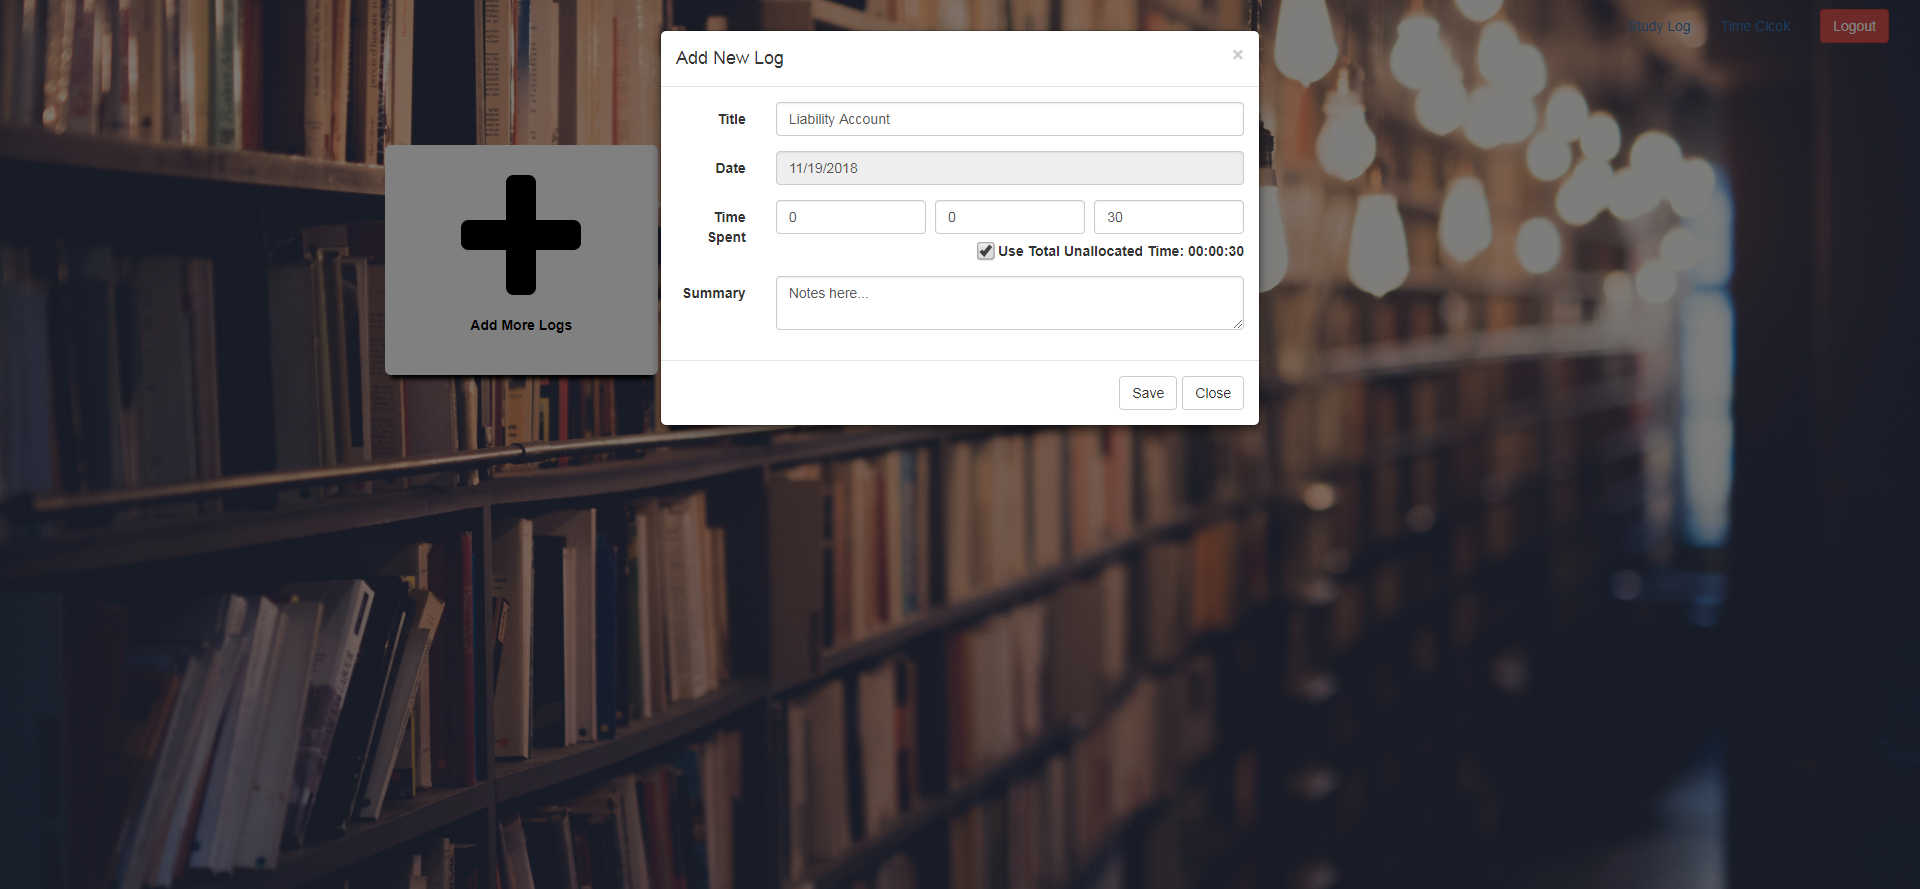 Study Log Time Clcok Logout
Add New Log ×
Title Liability Account
Date 11/19/2018
Time Spent 0 0 30
Use Total Unallocated Time: 00:00:30
Summary Notes here...
Add More Logs
Save Close